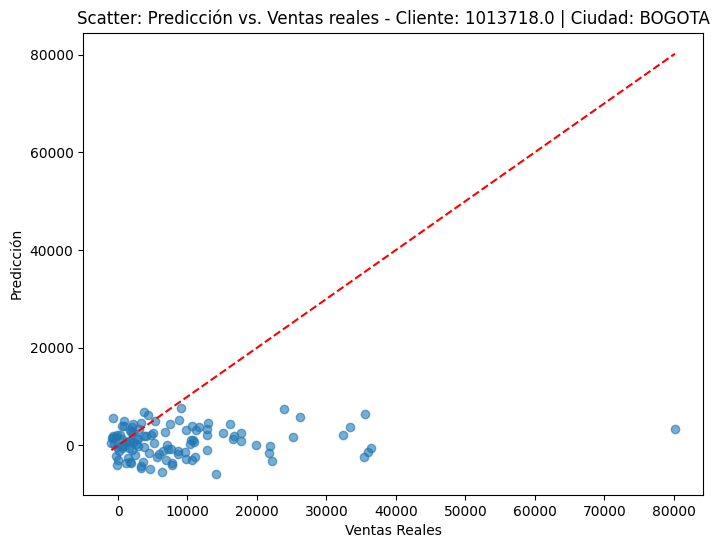 Scatter: Predicción vs. Ventas reales - Cliente: 1013718.0 | Ciudad: BOGOTA
80000
60000
40000
20000
0
Predicción
0 10000 20000 30000 40000 50000 60000 70000 80000
Ventas Reales